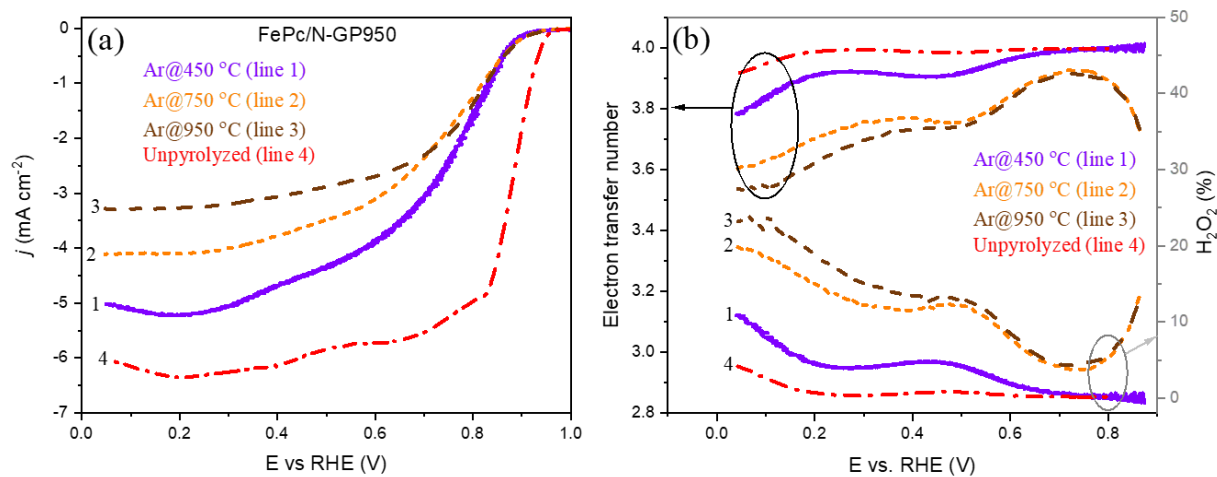 (a)
FePc/N-GP950
Ar@450 °C (line 1)
Ar@750 °C (line 2)
Ar@950 °C (line 3)
Unpyrolyzed (line 4)
0
-1
-2
-3
-4
-5
-6
-7
j (mA cm⁻²)
3
2
1
4
0.0 0.2 0.4 0.6 0.8 1.0
E vs RHE (V)
(b)
4.0
3.8
3.6
3.4
3.2
3.0
2.8
Electron transfer number
Ar@450 °C (line 1)
Ar@750 °C (line 2)
Ar@950 °C (line 3)
Unpyrolyzed (line 4)
3
2
1
4
50
40
30
20
10
0
H₂O₂ (%)
0.0 0.2 0.4 0.6 0.8
E vs. RHE (V)